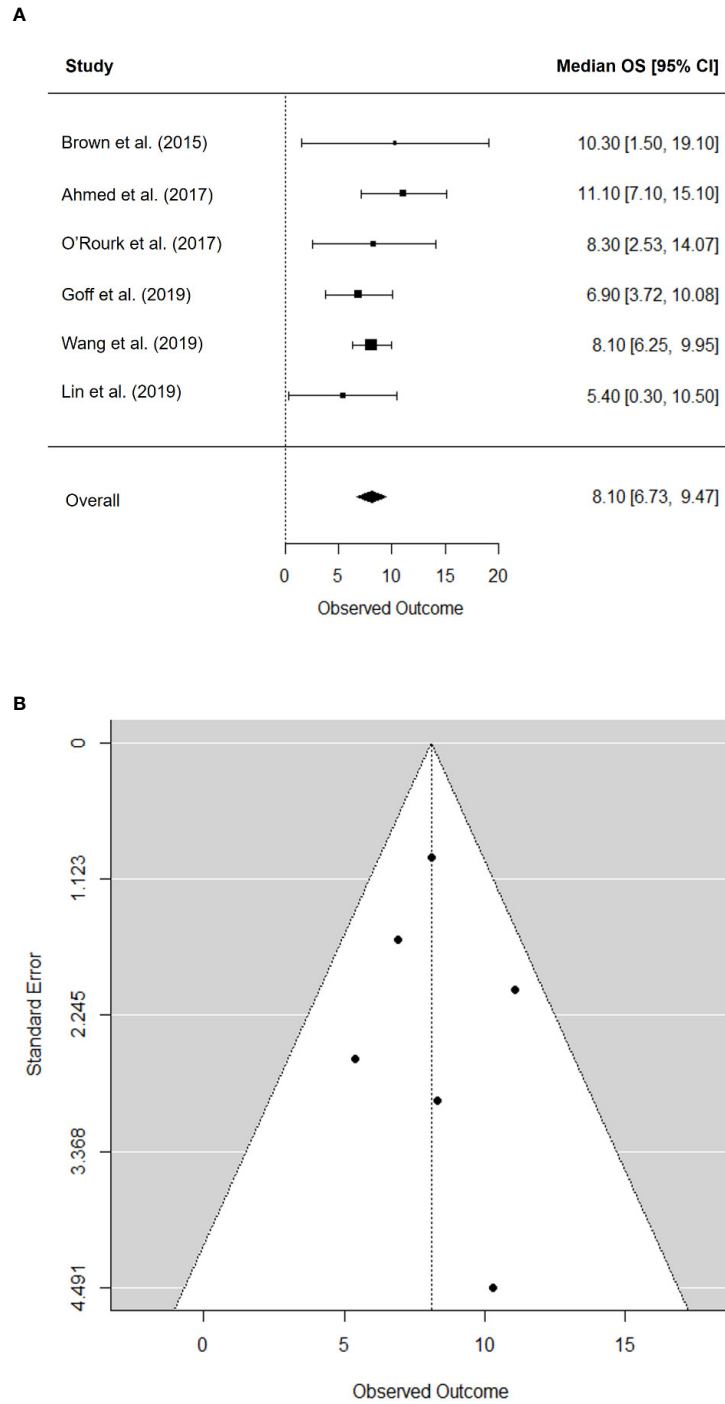 A
Study Median OS [95% CI]
Brown et al. (2015) 10.30 [1.50, 19.10]
Ahmed et al. (2017) 11.10 [7.10, 15.10]
O'Rourk et al. (2017) 8.30 [2.53, 14.07]
Goff et al. (2019) 6.90 [3.72, 10.08]
Wang et al. (2019) 8.10 [6.25, 9.95]
Lin et al. (2019) 5.40 [0.30, 10.50]
Overall 8.10 [6.73, 9.47]
0 5 10 15 20
Observed Outcome
B
0
1.123
2.245
3.368
4.491
Standard Error
0 5 10 15
Observed Outcome